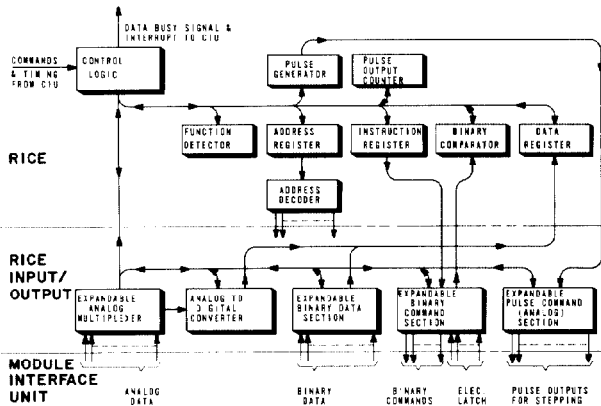 DATA BUSY SIGNAL &
INTERRUPT TO CIU
COMMANDS
& TIMING
FROM CIU
CONTROL
LOGIC
PULSE
GENERATOR
PULSE
OUTPUT
COUNTER
FUNCTION
DETECTOR
ADDRESS
REGISTER
INSTRUCTION
REGISTER
BINARY
COMPARATOR
DATA
REGISTER
RICE
ADDRESS
DECODER
RICE
INPUT/
OUTPUT
EXPANDABLE
ANALOG
MULTIPLEXER
ANALOG TO
DIGITAL
CONVERTER
EXPANDABLE
BINARY DATA
SECTION
EXPANDABLE
BINARY
COMMAND
SECTION
EXPANDABLE
PULSE COMMAND
(ANALOG)
SECTION
MODULE
INTERFACE
UNIT
ANALOG
DATA
BINARY
DATA
BINARY
COMMANDS
ELEC.
LATCH
PULSE OUTPUTS
FOR STEPPING